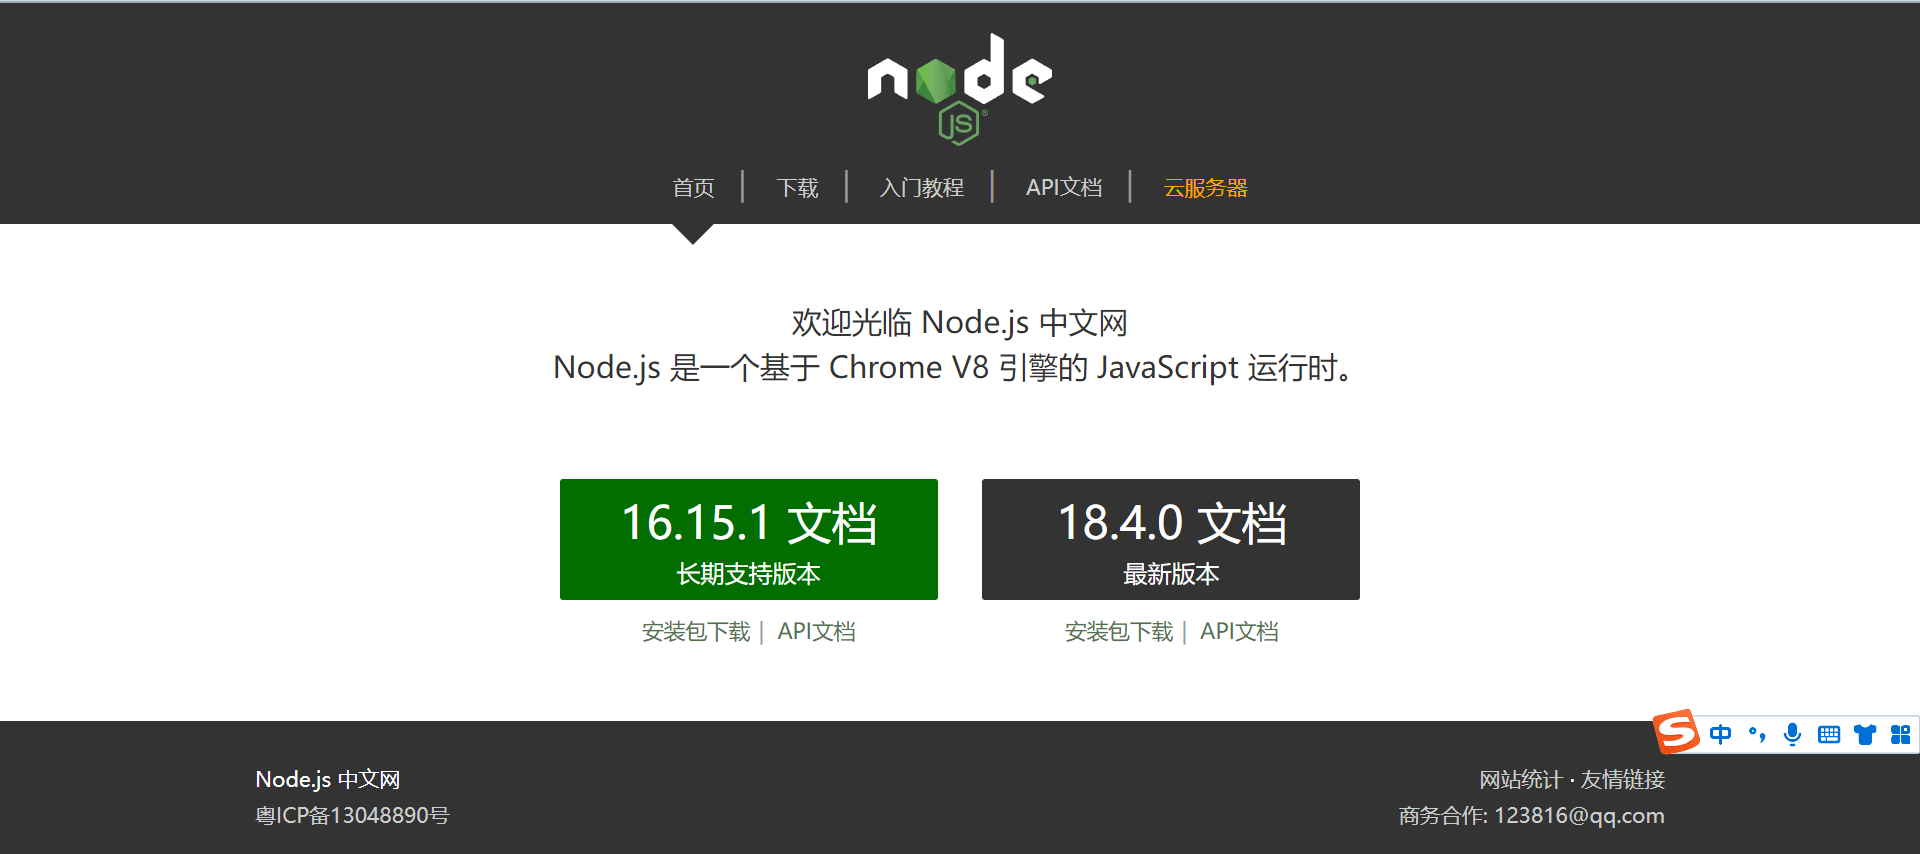 node
JS®
首页 下载 入门教程 API文档 云服务器
欢迎光临 Node.js 中文网
Node.js 是一个基于 Chrome V8 引擎的 JavaScript 运行时。
16.15.1 文档
长期支持版本
安装包下载 | API文档
18.4.0 文档
最新版本
安装包下载 | API文档
S 中 °,
Node.js 中文网
粤ICP备13048890号
网站统计 · 友情链接
商务合作: 123816@qq.com